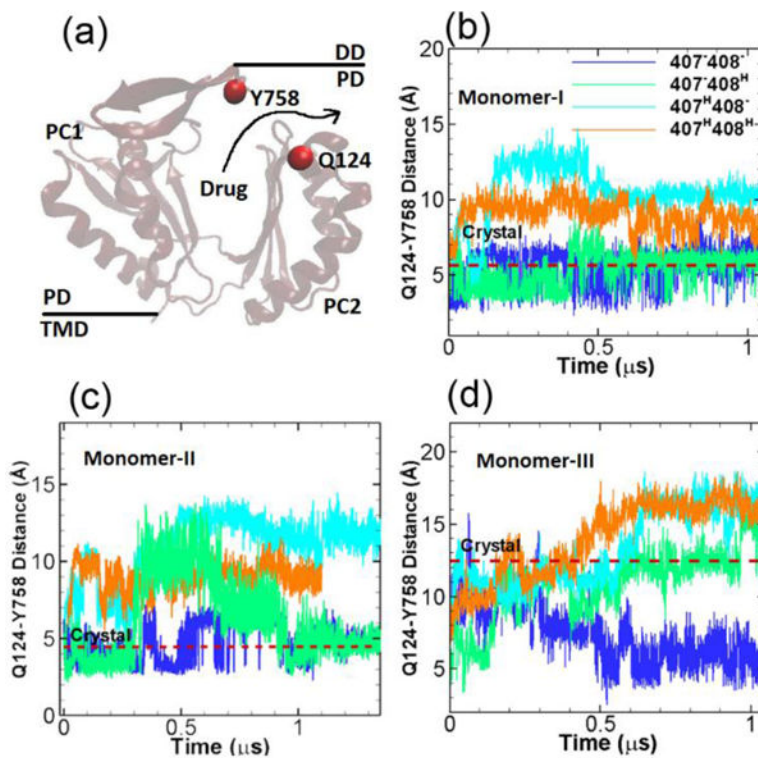 (a)
DD
PD
Y758
PC1
Q124
Drug
PD
TMD
PC2
(b)
20
15
10
5
Q124-Y758 Distance (Å)
Monomer-I
407⁻408⁻
407⁻408ᴴ
407ᴴ408⁻
407ᴴ408ᴴ
Crystal
0 0.5 1
Time (μs)
(c)
15
10
5
0
Q124-Y758 Distance (Å)
Monomer-II
Crystal
0 0.5 1
Time (μs)
(d)
20
15
10
5
Q124-Y758 Distance (Å)
Monomer-III
Crystal
0 0.5 1
Time (μs)